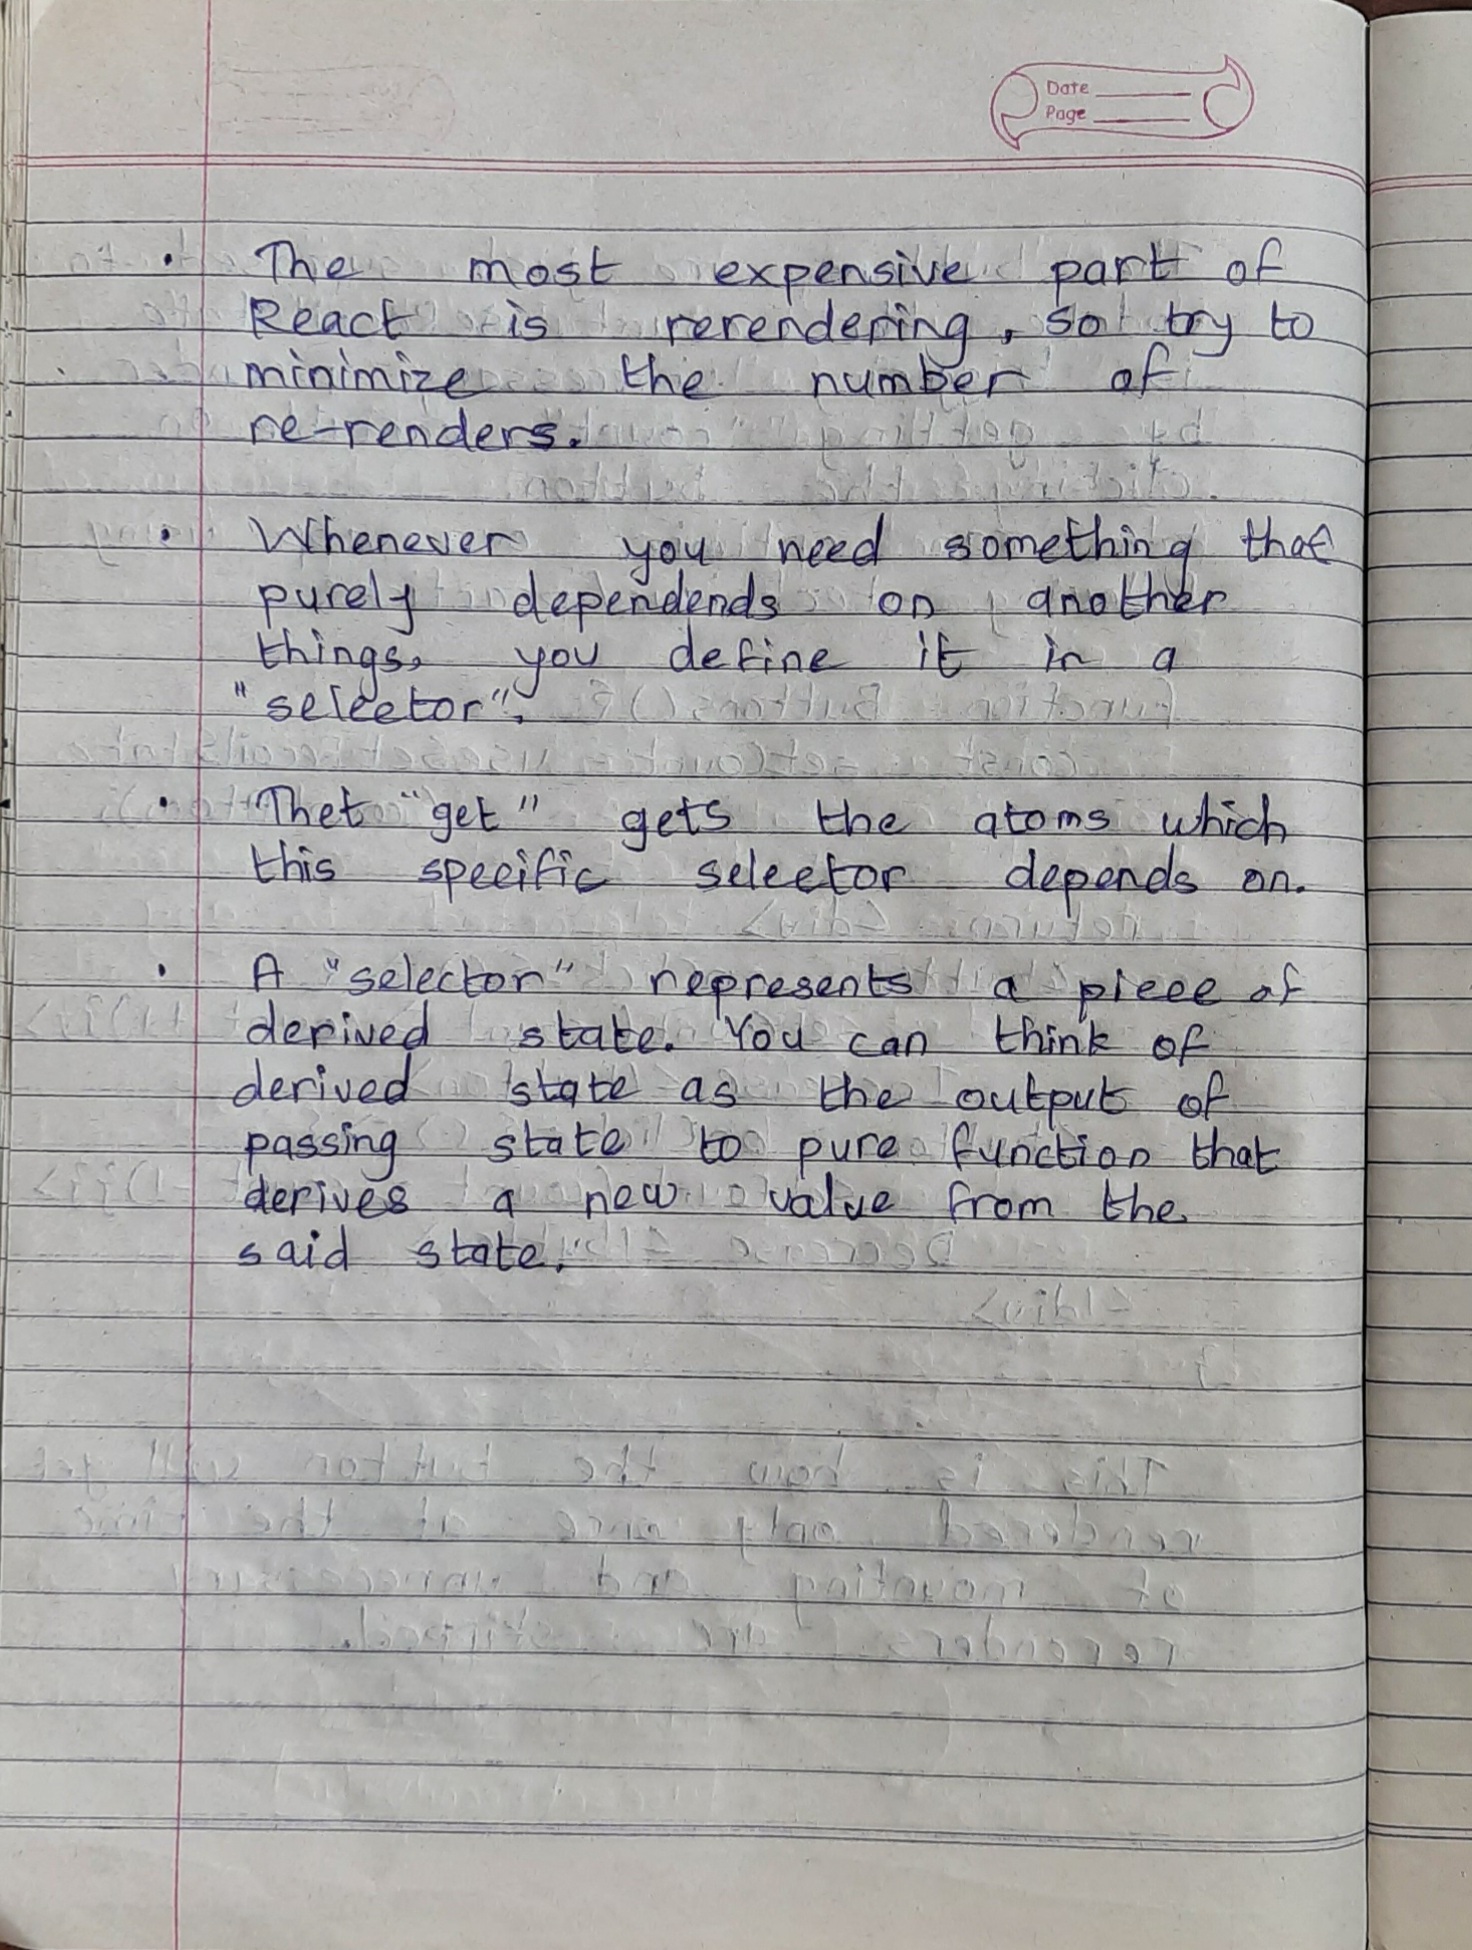 Date
Page
• The most expensive part of
React is rerendering, so try to
minimize the number of
re-renders.
• Whenever you need something that
purely dependends on another
things, you define it in a
"selector".
• Thet "get" gets the atoms which
this specific selector depends on.
• A "selector" represents a piece of
derived state. You can think of
derived state as the output of
passing state to pure function that
derives a new value from the
said state.